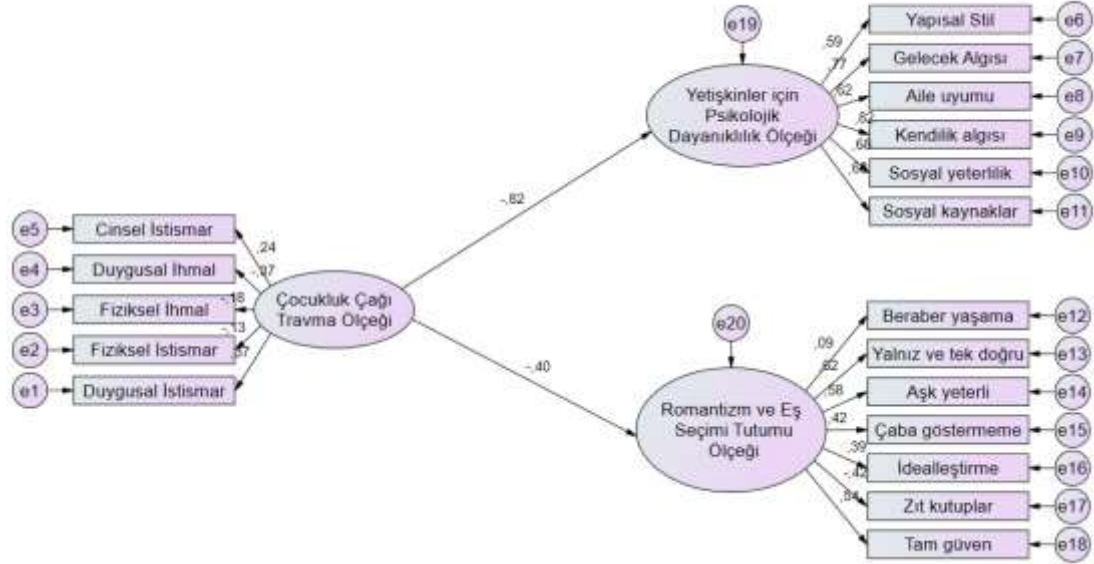 e19
Yetişkinler için
Psikolojik
Dayanıklılık Ölçeği
,59
,77
,62
,82
,68
Yapısal Stil
e6
Gelecek Algısı
e7
Aile uyumu
e8
Kendilik algısı
e9
Sosyal yeterlilik
e10
Sosyal kaynaklar
e11
-,82
e5
Cinsel İstismar
e4
Duygusal İhmal
e3
Fiziksel İhmal
e2
Fiziksel İstismar
e1
Duygusal İstismar
,24
-,18
-,13
Çocukluk Çağı
Travma Ölçeği
-,40
e20
Romantizm ve Eş
Seçimi Tutumu
Ölçeği
,09
,62
,58
,42
-,42
Beraber yaşama
e12
Yalnız ve tek doğru
e13
Aşk yeterli
e14
Çaba göstermeme
e15
İdealleştirme
e16
Zıt kutuplar
e17
Tam güven
e18